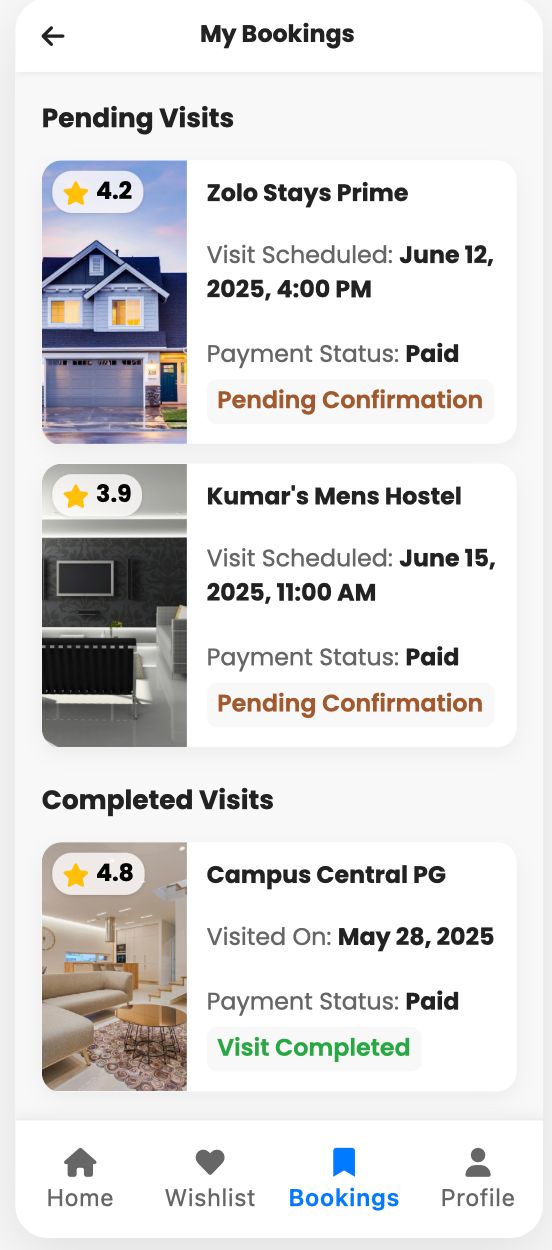 My Bookings
Pending Visits
4.2
Zolo Stays Prime
Visit Scheduled: June 12,
2025, 4:00 PM
Payment Status: Paid
Pending Confirmation
3.9
Kumar's Mens Hostel
Visit Scheduled: June 15,
2025, 11:00 AM
Payment Status: Paid
Pending Confirmation
Completed Visits
4.8
Campus Central PG
Visited On: May 28, 2025
Payment Status: Paid
Visit Completed
Home Wishlist Bookings Profile